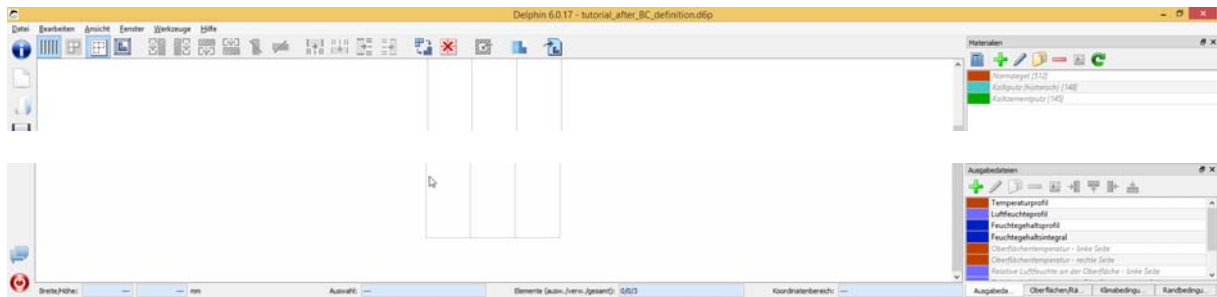 Delphin 6.0.17 - tutorial_after_BC_definition.d6p
Datei Bearbeiten Ansicht Fenster Werkzeuge Hilfe
Materialien
Normziegel [512]
Kalkputz (historisch) [148]
Kalkzementputz [145]
Ausgabedateien
Temperaturprofil
Luftfeuchteprofil
Feuchtegehaltsprofil
Feuchtegehaltsintegral
Oberflächentemperatur - linke Seite
Oberflächentemperatur - rechte Seite
Relative Luftfeuchte an der Oberfläche - linke Seite
Breite/Höhe: --- --- mm Auswahl: --- Elemente (ausw./verw./gesamt): 0/0/3 Koordinatenbereich: ---
Ausgabeda... Oberflächen/Rä... Klimabedingu... Randbedingu...